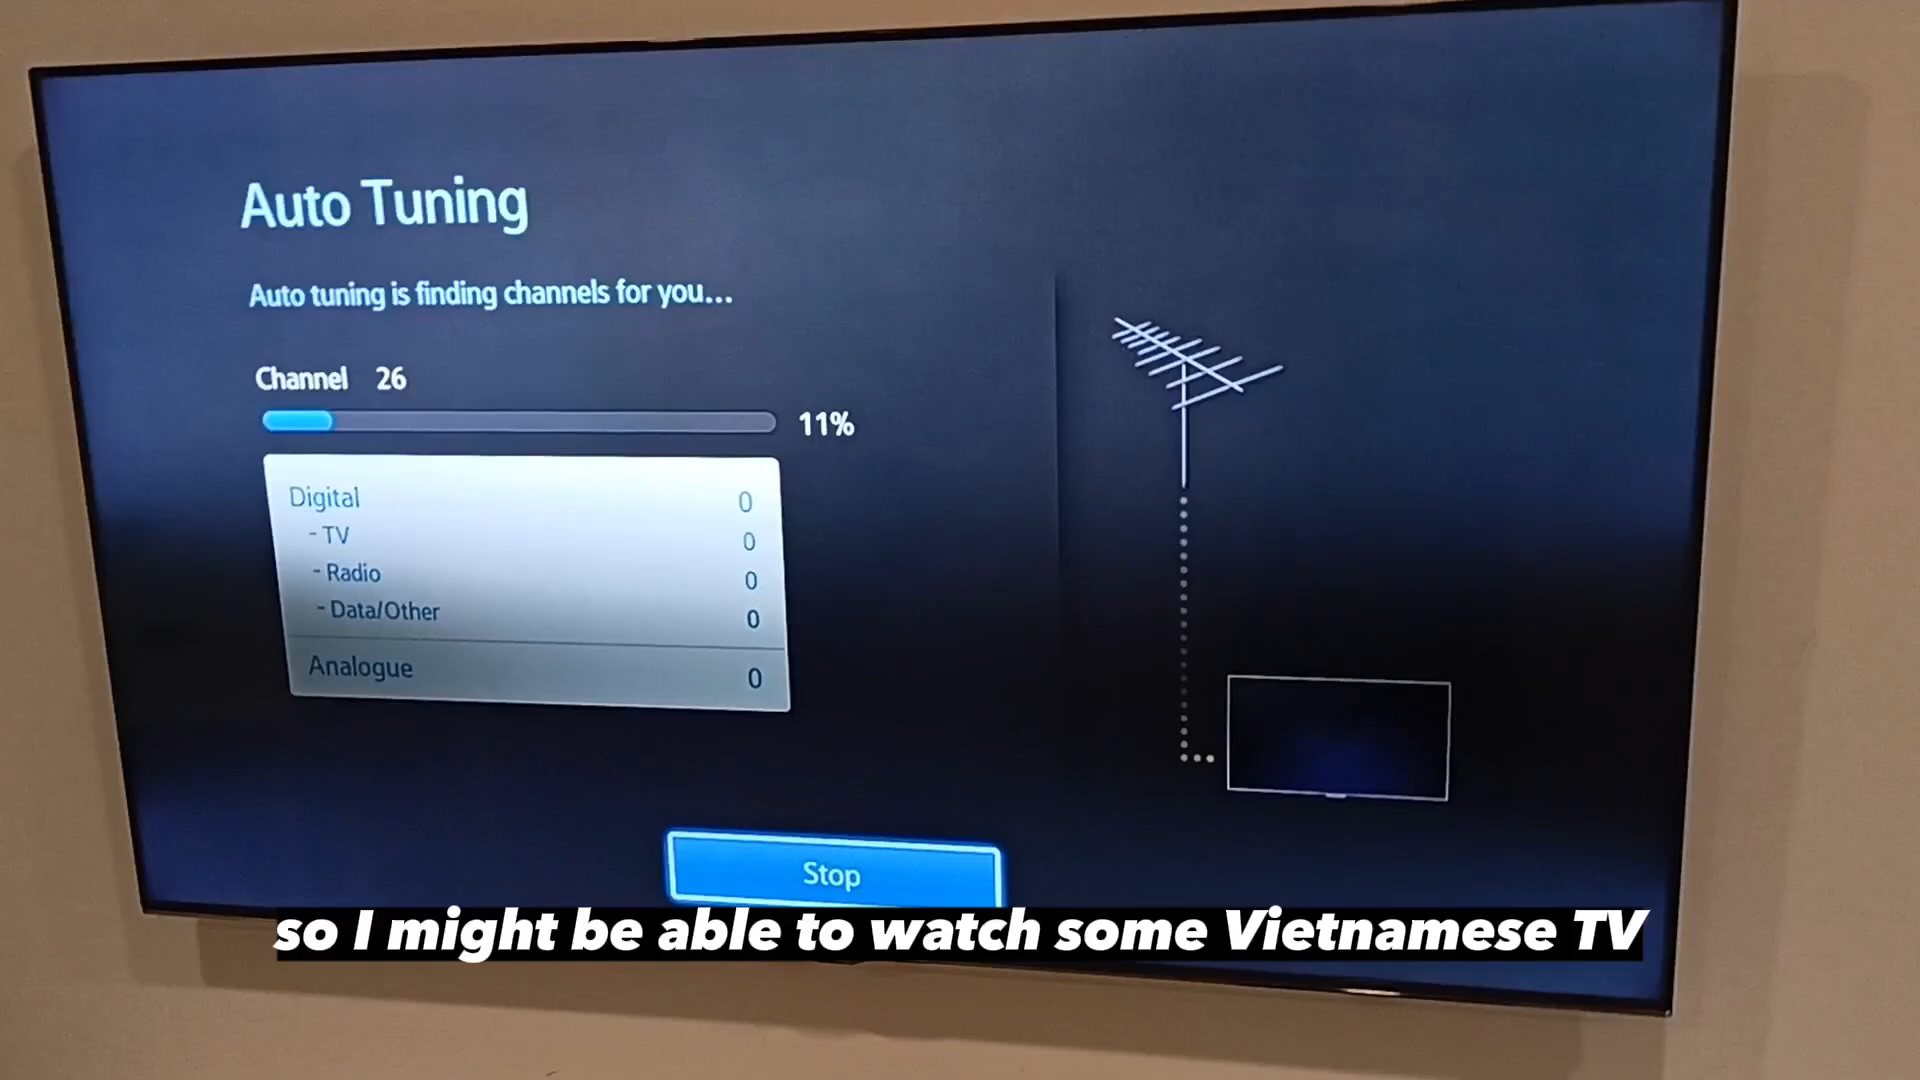 Auto Tuning
Auto tuning is finding channels for you...
Channel 26
11%
Digital 0
- TV 0
- Radio 0
- Data/Other 0
Analogue 0
Stop
so I might be able to watch some Vietnamese TV